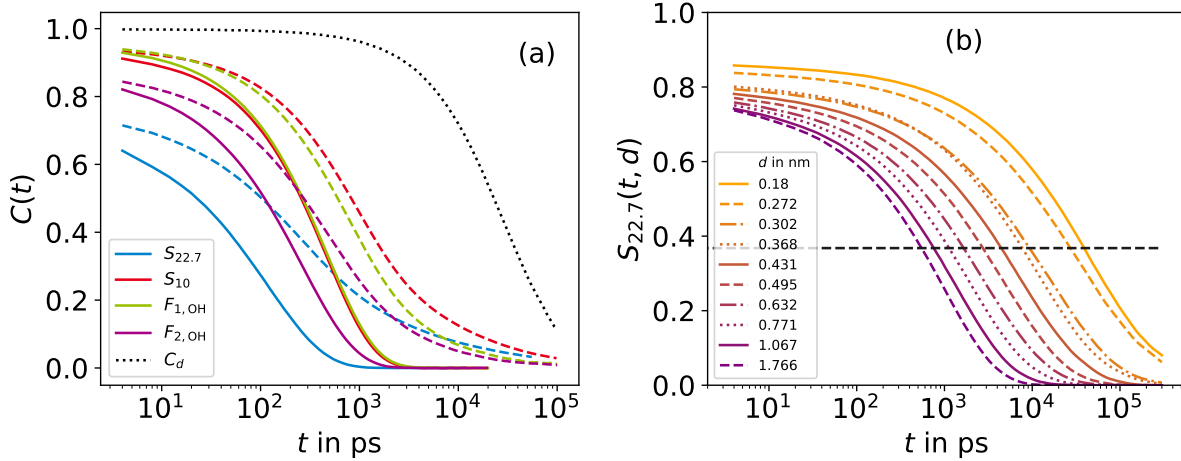 (a)
C(t)
1.0
0.8
0.6
0.4
0.2
0.0
S22.7
S10
F1, OH
F2, OH
Cd
10¹ 10² 10³ 10⁴ 10⁵
t in ps
(b)
S22.7(t, d)
1.0
0.8
0.6
0.4
0.2
0.0
d in nm
0.18
0.272
0.302
0.368
0.431
0.495
0.632
0.771
1.067
1.766
10¹ 10² 10³ 10⁴ 10⁵
t in ps